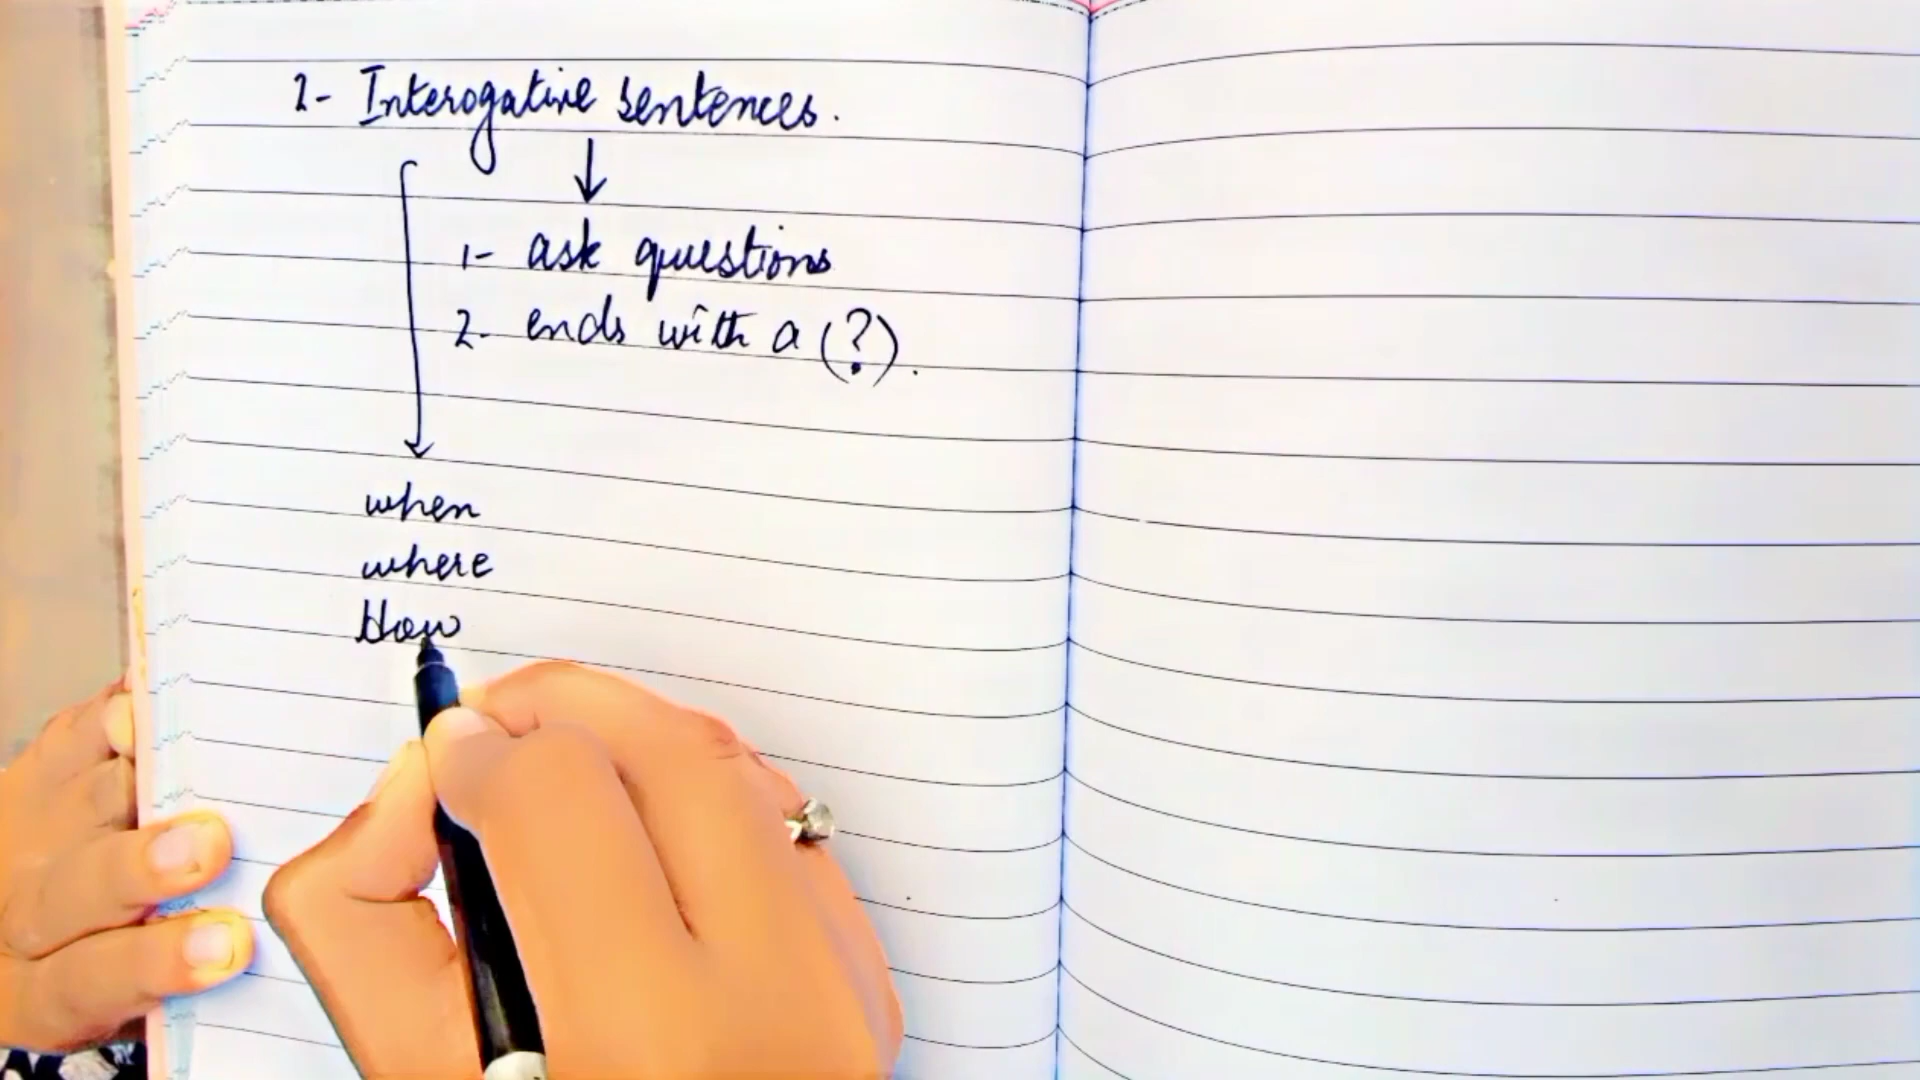 2- Interogative sentences.
1- ask questions
2- ends with a (?).
when
where
How